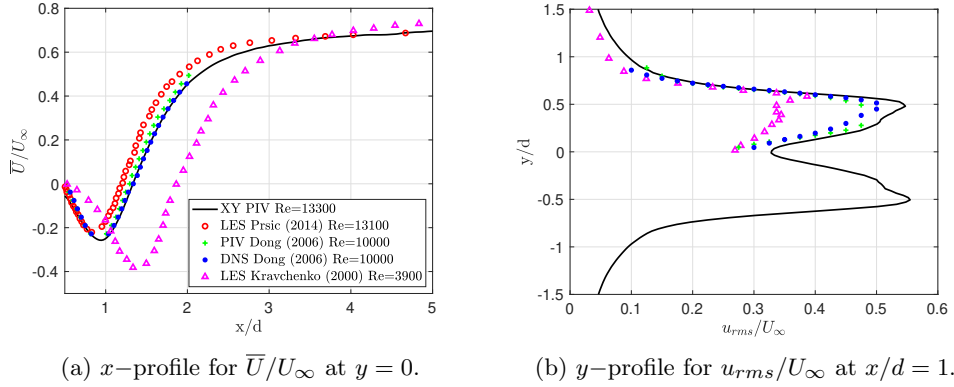 0.8
0.6
0.4
0.2
0
-0.2
-0.4
U̅/U∞
1
2
3
4
5
x/d
XY PIV Re=13300
LES Prsic (2014) Re=13100
PIV Dong (2006) Re=10000
DNS Dong (2006) Re=10000
LES Kravchenko (2000) Re=3900
(a) x−profile for U̅/U∞ at y = 0.
1.5
1
0.5
0
-0.5
-1
-1.5
y/d
0
0.1
0.2
0.3
0.4
0.5
0.6
u_rms/U∞
(b) y−profile for u_rms/U∞ at x/d = 1.